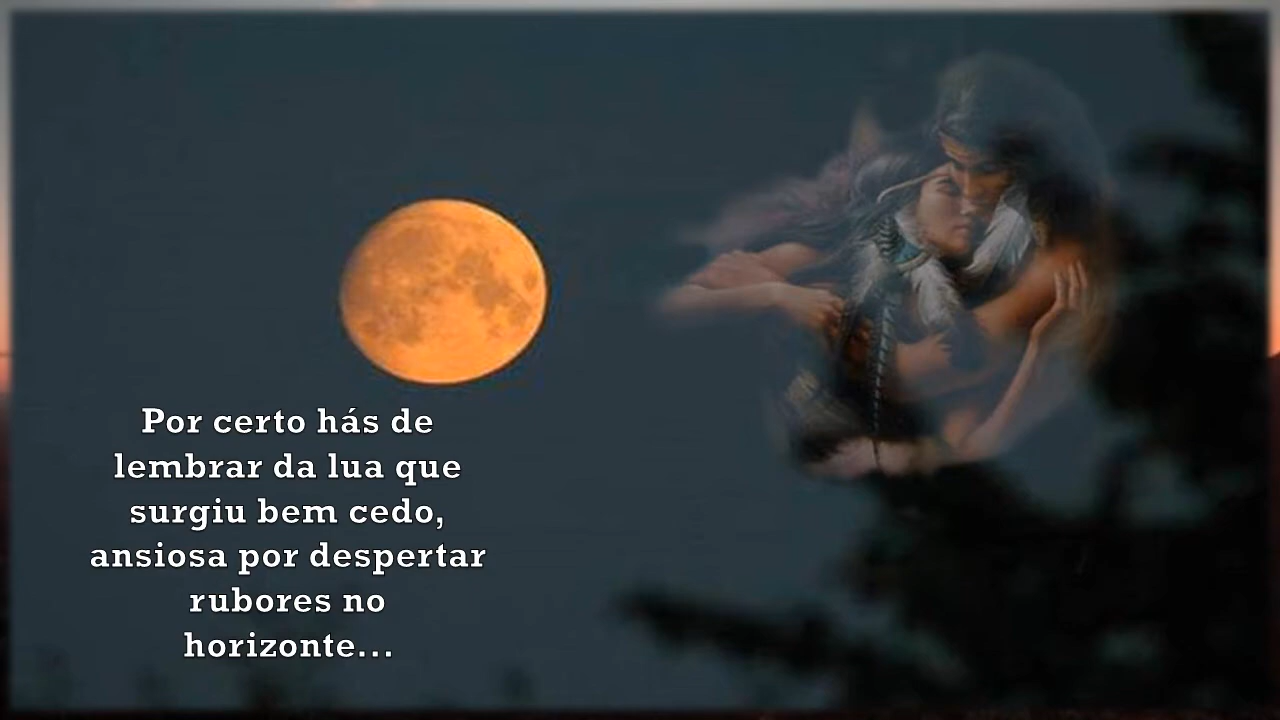 Por certo hás de
lembrar da lua que
surgiu bem cedo,
ansiosa por despertar
rubores no
horizonte...